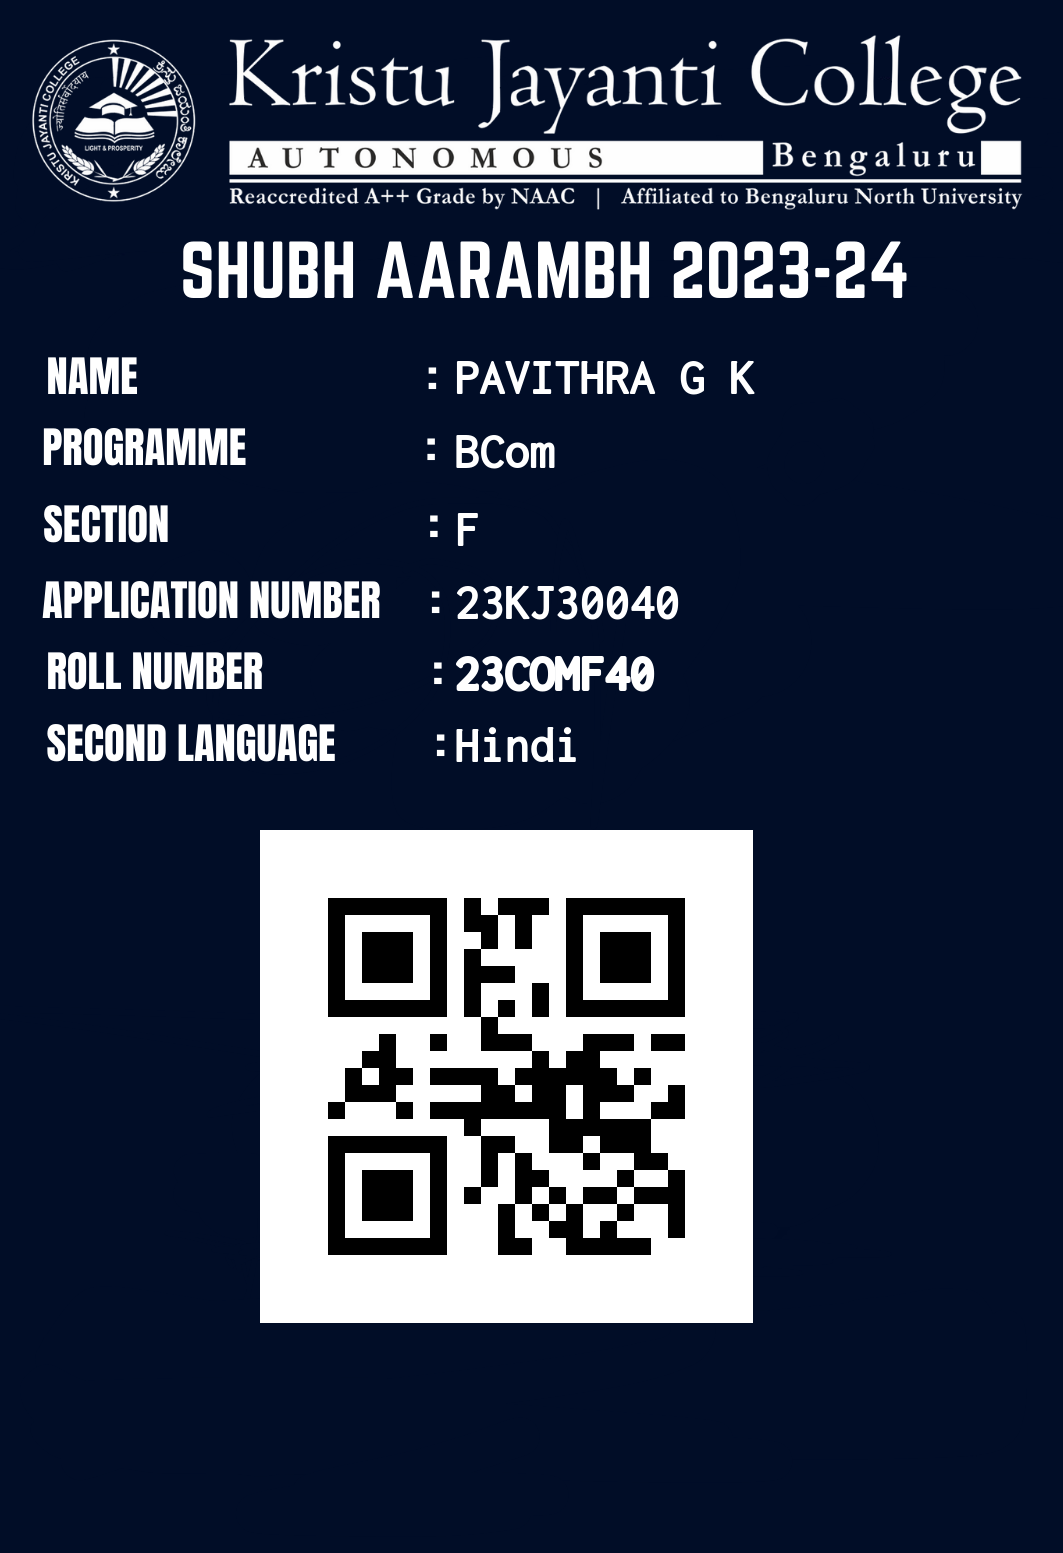 KRISTU JAYANTI COLLEGE
ಕ್ರಿಸ್ತು ಜಯಂತಿ ಕಾಲೇಜು
LIGHT & PROSPERITY
Kristu Jayanti College
AUTONOMOUS Bengaluru
Reaccredited A++ Grade by NAAC | Affiliated to Bengaluru North University
SHUBH AARAMBH 2023-24
NAME : PAVITHRA G K
PROGRAMME : BCom
SECTION : F
APPLICATION NUMBER : 23KJ30040
ROLL NUMBER : 23COMF40
SECOND LANGUAGE : Hindi